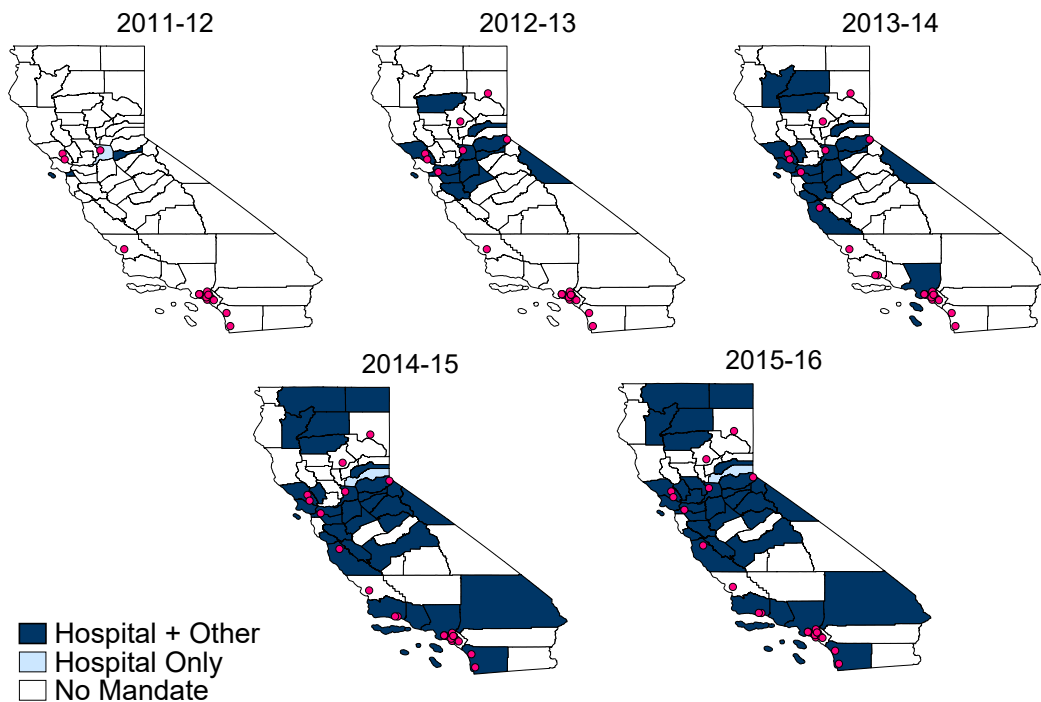 2011-12
2012-13
2013-14
2014-15
2015-16
Hospital + Other
Hospital Only
No Mandate